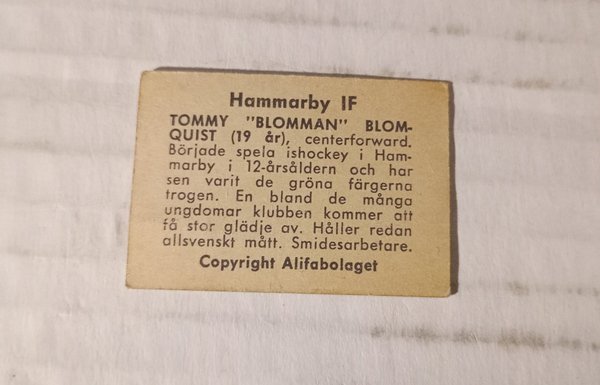 Hammarby IF
TOMMY "BLOMMAN" BLOM-
QUIST (19 år), centerforward.
Började spela ishockey i Ham-
marby i 12-årsåldern och har
sen varit de gröna färgerna
trogen. En bland de många
ungdomar klubben kommer att
få stor glädje av. Håller redan
allsvenskt mått. Smidesarbetare.
Copyright Alifabolaget